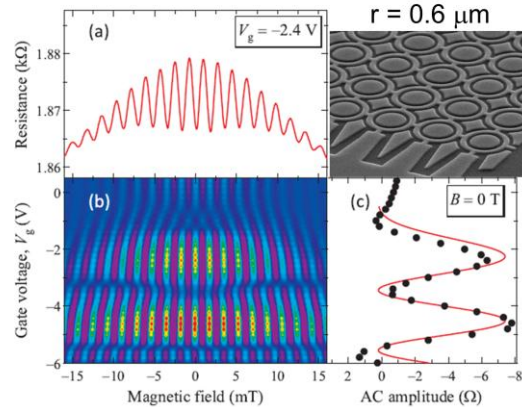 r = 0.6 μm
(a)
V_g = −2.4 V
Resistance (kΩ)
1.88
1.87
1.86
(b)
Gate voltage, V_g (V)
0
−2
−4
−6
−15 −10 −5 0 5 10 15
Magnetic field (mT)
(c)
B = 0 T
2 0 −2 −4 −6 −8
AC amplitude (Ω)